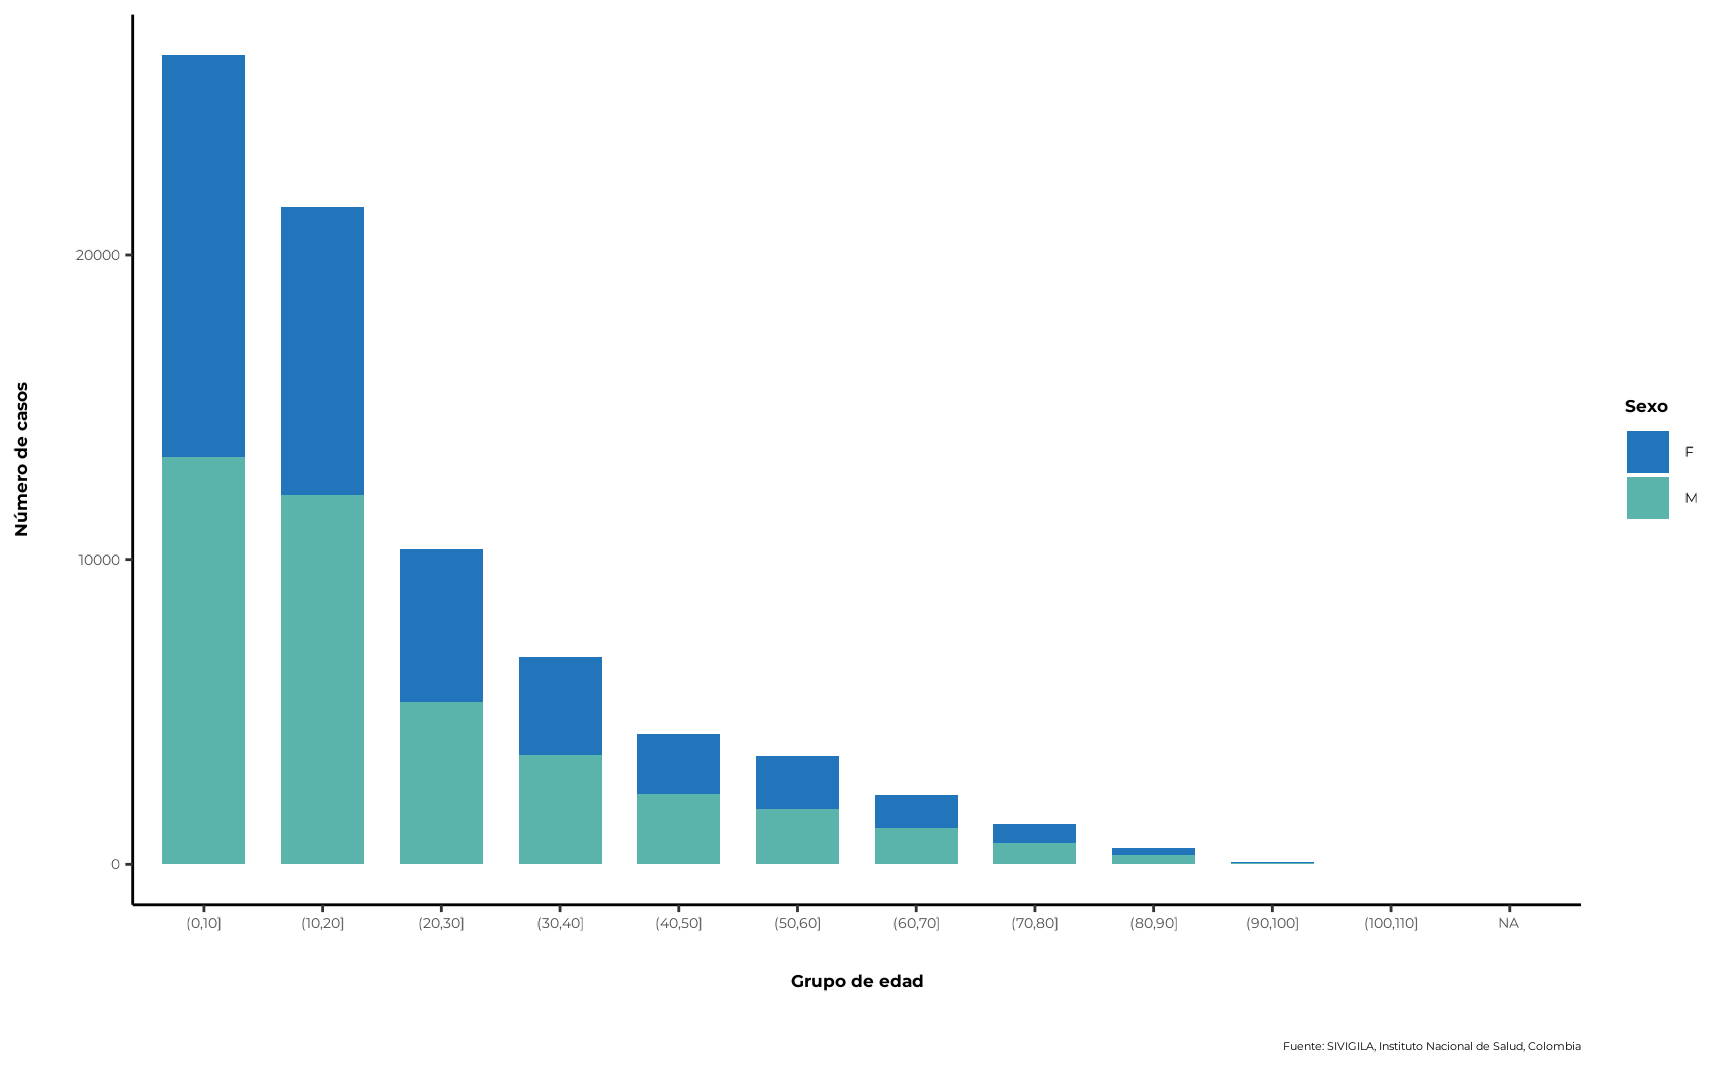 Número de casos
20000
10000
0
(0,10]
(10,20]
(20,30]
(30,40]
(40,50]
(50,60]
(60,70]
(70,80]
(80,90]
(90,100]
(100,110]
NA
Grupo de edad
Sexo
F
M
Fuente: SIVIGILA, Instituto Nacional de Salud, Colombia